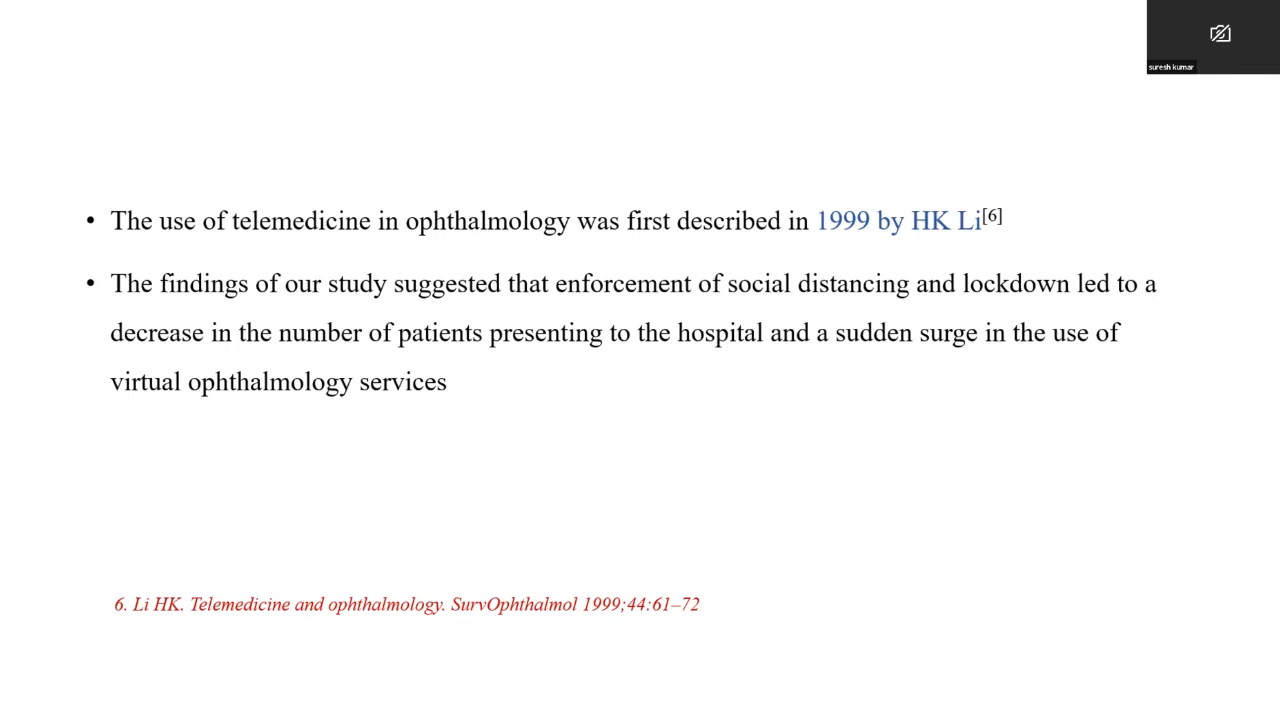 suresh kumar
• The use of telemedicine in ophthalmology was first described in 1999 by HK Li[6]
• The findings of our study suggested that enforcement of social distancing and lockdown led to a
decrease in the number of patients presenting to the hospital and a sudden surge in the use of
virtual ophthalmology services
6. Li HK. Telemedicine and ophthalmology. SurvOphthalmol 1999;44:61–72